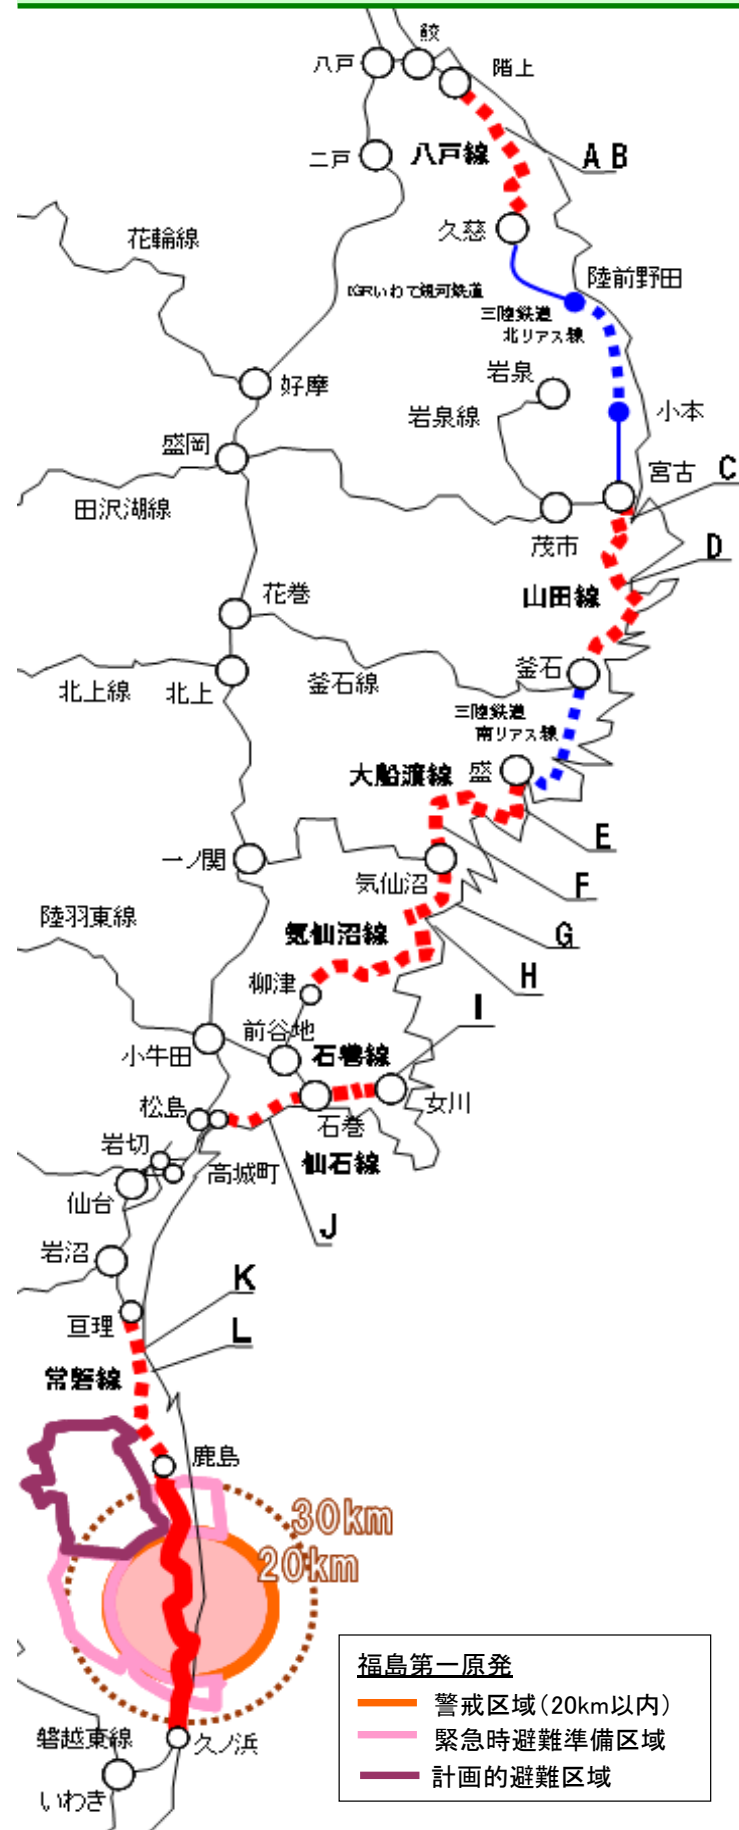 鮫
八戸
階上
二戸
八戸線
A B
久慈
花輪線
陸前野田
IGRいわて銀河鉄道
三陸鉄道
北リアス線
岩泉
好摩
小本
岩泉線
盛岡
宮古
C
田沢湖線
茂市
D
花巻
山田線
釜石
釜石線
北上線
北上
三陸鉄道
南リアス線
大船渡線
盛
E
一ノ関
気仙沼
F
陸羽東線
気仙沼線
G
H
柳津
I
前谷地
小牛田
石巻線
松島
石巻
女川
岩切
高城町
仙石線
仙台
J
岩沼
K
亘理
L
常磐線
鹿島
30km
20km
福島第一原発
警戒区域(20km以内)
緊急時避難準備区域
計画的避難区域
磐越東線
久ノ浜
いわき